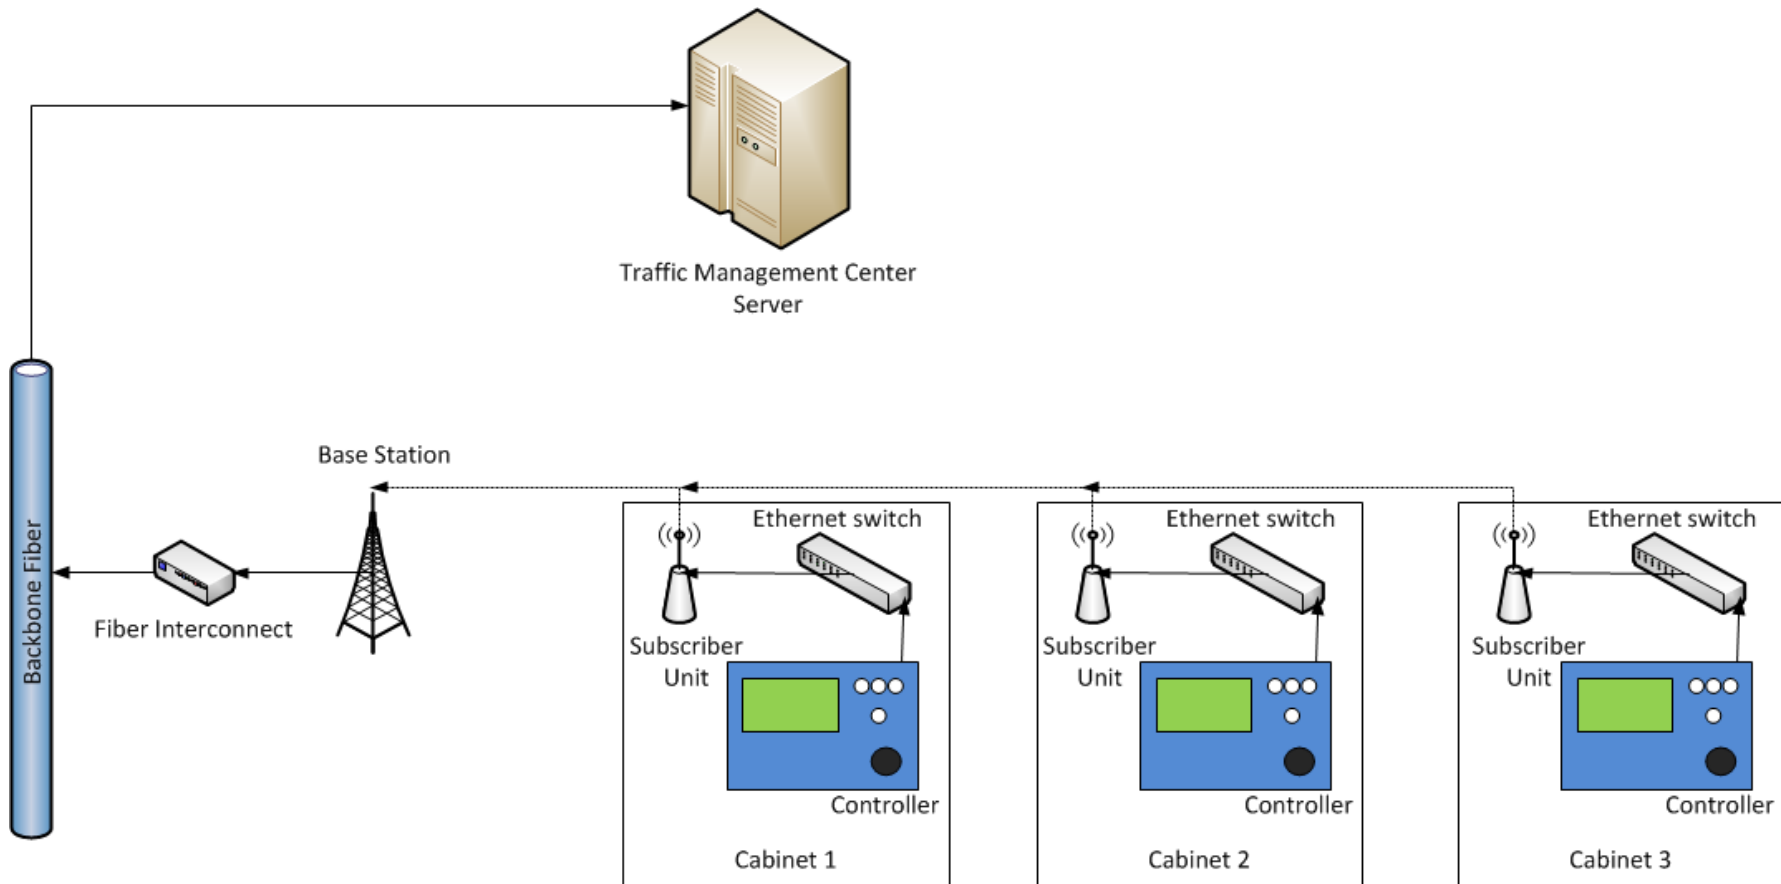 Traffic Management Center
Server
Backbone Fiber
Fiber Interconnect
Base Station
Ethernet switch
Subscriber
Unit
Controller
Cabinet 1
Ethernet switch
Subscriber
Unit
Controller
Cabinet 2
Ethernet switch
Subscriber
Unit
Controller
Cabinet 3